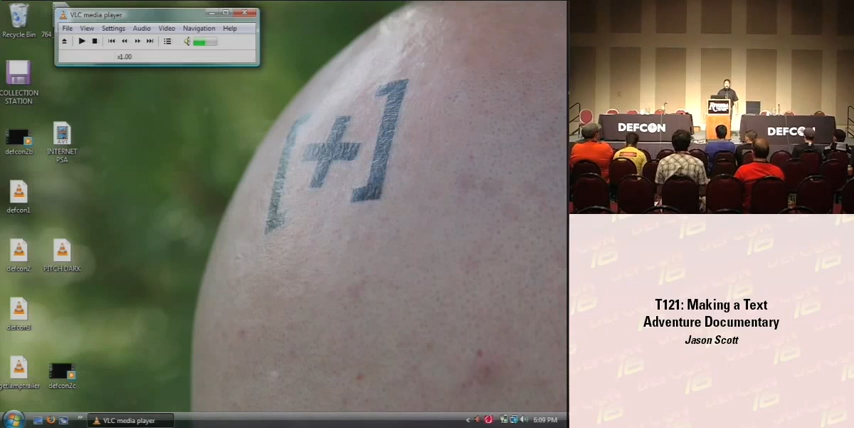 VLC media player
File View Settings Audio Video Navigation Help
x1.00
Recycle Bin
764
COLLECTION
STATION
INTERNET
PSA
defcon1
defcon2
PITCH.DARK
defcon3
defcon2c
[+]
VLC media player
6:09 PM
DEFCON
DEFCON
T121: Making a Text
Adventure Documentary
Jason Scott